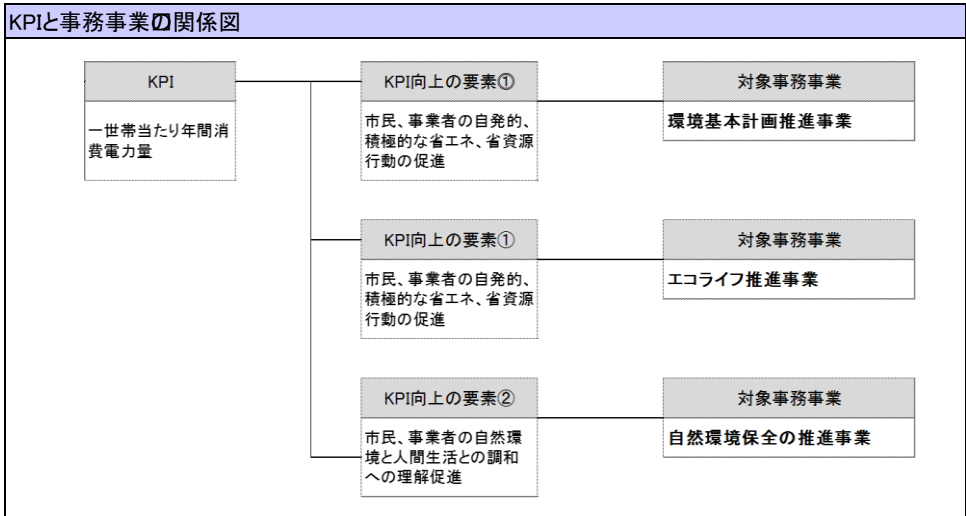 KPIと事務事業の関係図
KPI
一世帯当たり年間消
費電力量
KPI向上の要素①
市民、事業者の自発的、
積極的な省エネ、省資源
行動の促進
対象事務事業
環境基本計画推進事業
KPI向上の要素①
市民、事業者の自発的、
積極的な省エネ、省資源
行動の促進
対象事務事業
エコライフ推進事業
KPI向上の要素②
市民、事業者の自然環
境と人間生活との調和
への理解促進
対象事務事業
自然環境保全の推進事業